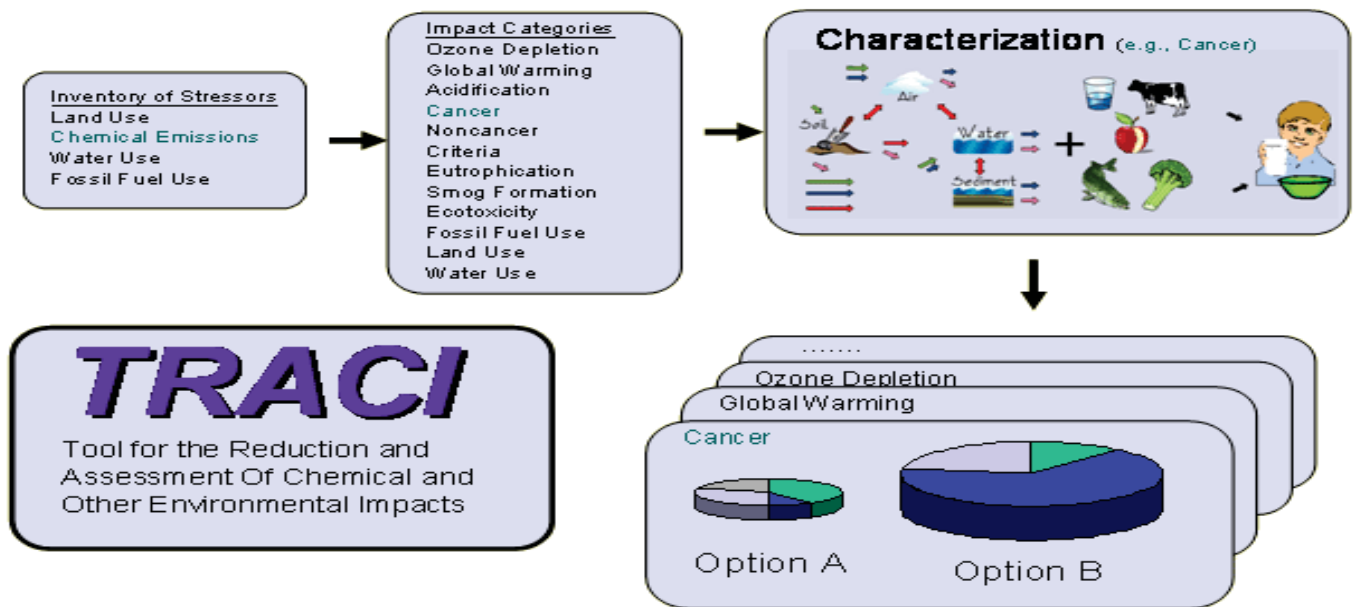 Inventory of Stressors
Land Use
Chemical Emissions
Water Use
Fossil Fuel Use
Impact Categories
Ozone Depletion
Global Warming
Acidification
Cancer
Noncancer
Criteria
Eutrophication
Smog Formation
Ecotoxicity
Fossil Fuel Use
Land Use
Water Use
Characterization (e.g., Cancer)
Air
Soil
Water
+
Sediment
TRACI
Tool for the Reduction and
Assessment Of Chemical and
Other Environmental Impacts
.......
Ozone Depletion
Global Warming
Cancer
Option A
Option B